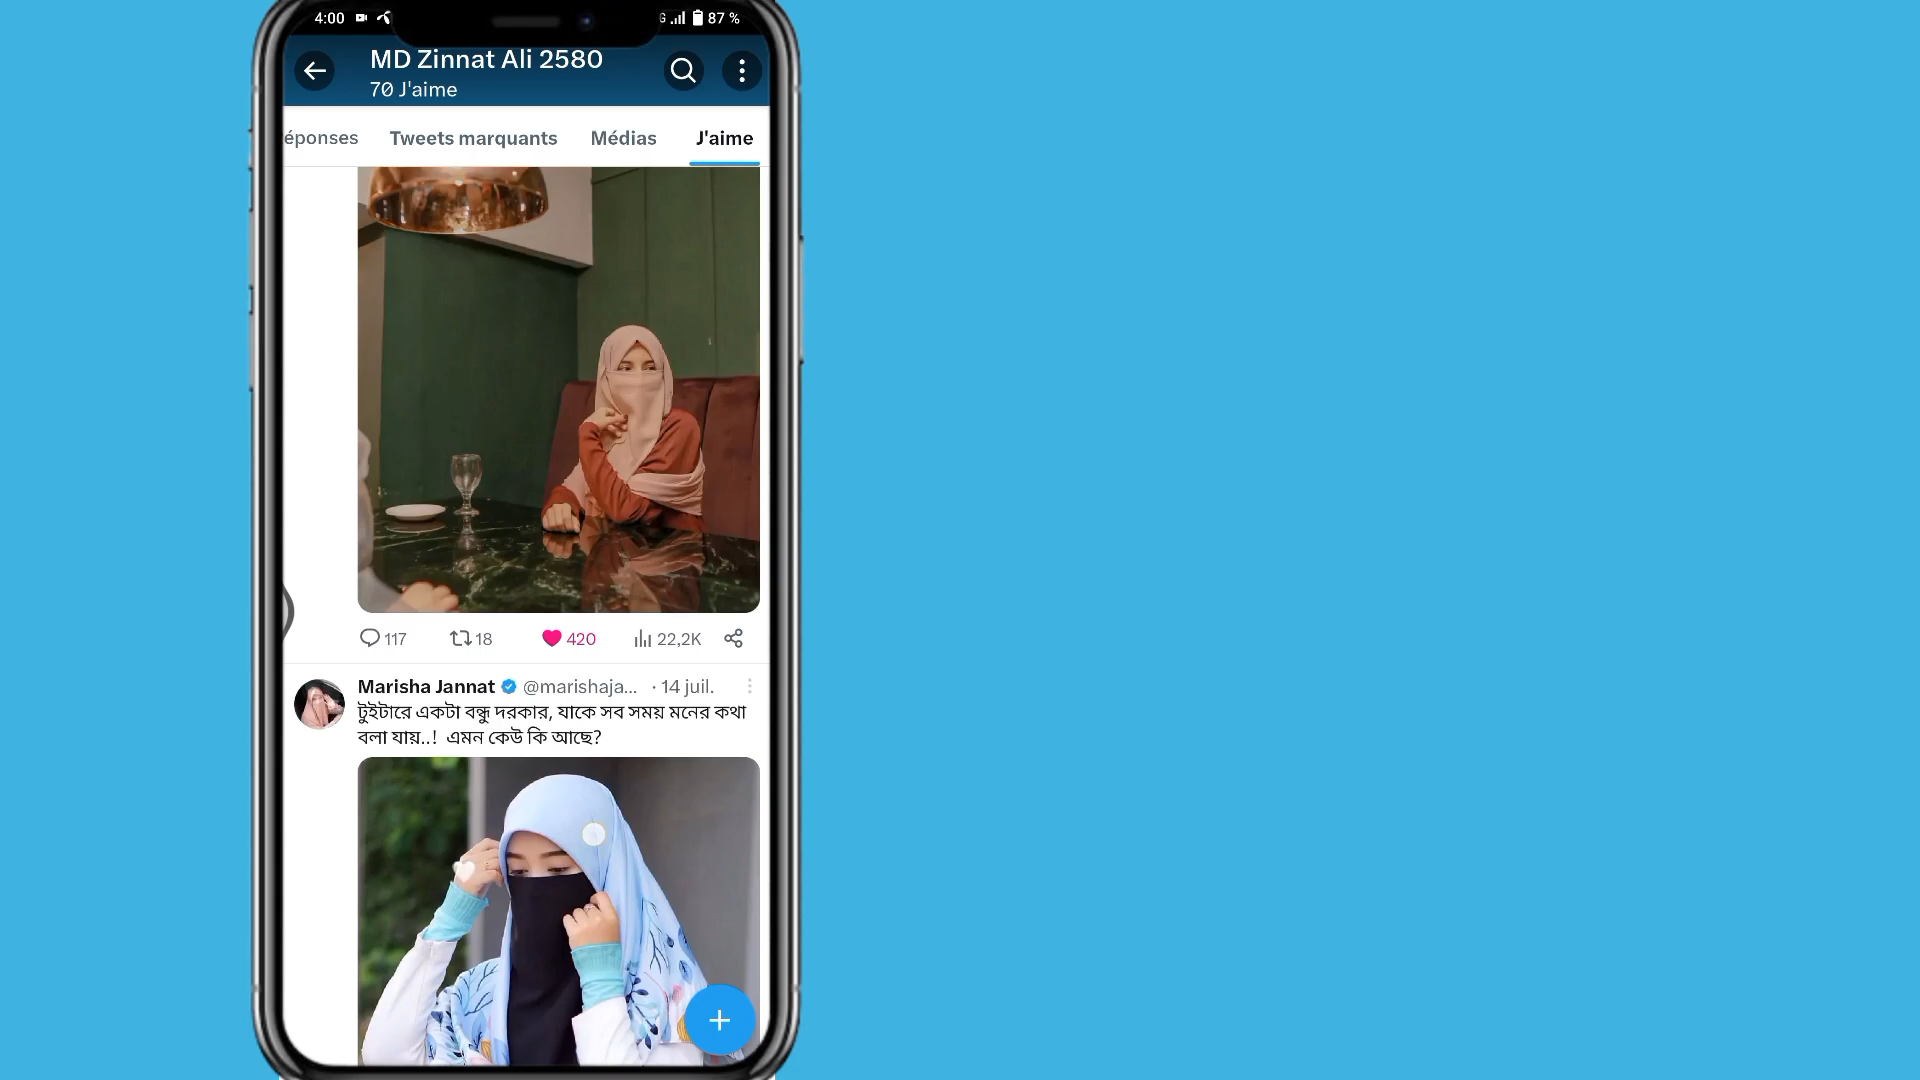 4:00
G 87 %
MD Zinnat Ali 2580
70 J'aime
éponses Tweets marquants Médias J'aime
117 18 420 22,2K
Marisha Jannat @marishaja... · 14 juil.
টুইটারে একটা বন্ধু দরকার, যাকে সব সময় মনের কথা
বলা যায়..! এমন কেউ কি আছে?